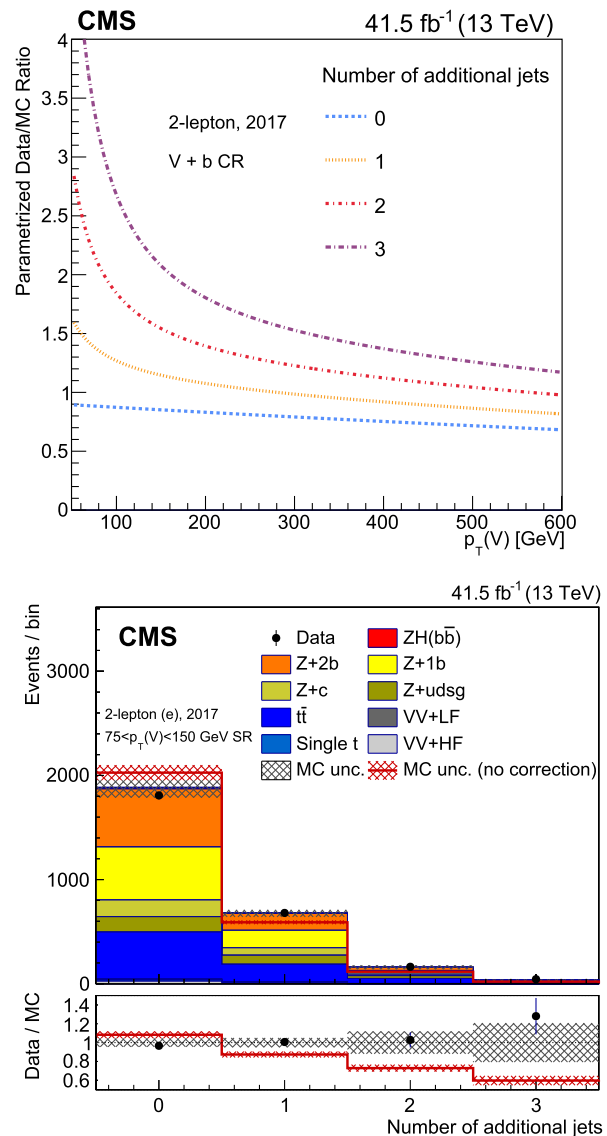 CMS
41.5 fb⁻¹ (13 TeV)
Parametrized Data/MC Ratio
4
3.5
3
2.5
2
1.5
1
0.5
0
Number of additional jets
2-lepton, 2017
V + b CR
0
1
2
3
100
200
300
400
500
600
p_T(V) [GeV]
41.5 fb⁻¹ (13 TeV)
Events / bin
CMS
3000
2000
1000
0
Data
ZH(bb̅)
Z+2b
Z+1b
Z+c
Z+udsg
tt̅
VV+LF
Single t
VV+HF
MC unc.
MC unc. (no correction)
2-lepton (e), 2017
75<p_T(V)<150 GeV SR
Data / MC
1.4
1.2
1
0.8
0.6
0
1
2
3
Number of additional jets